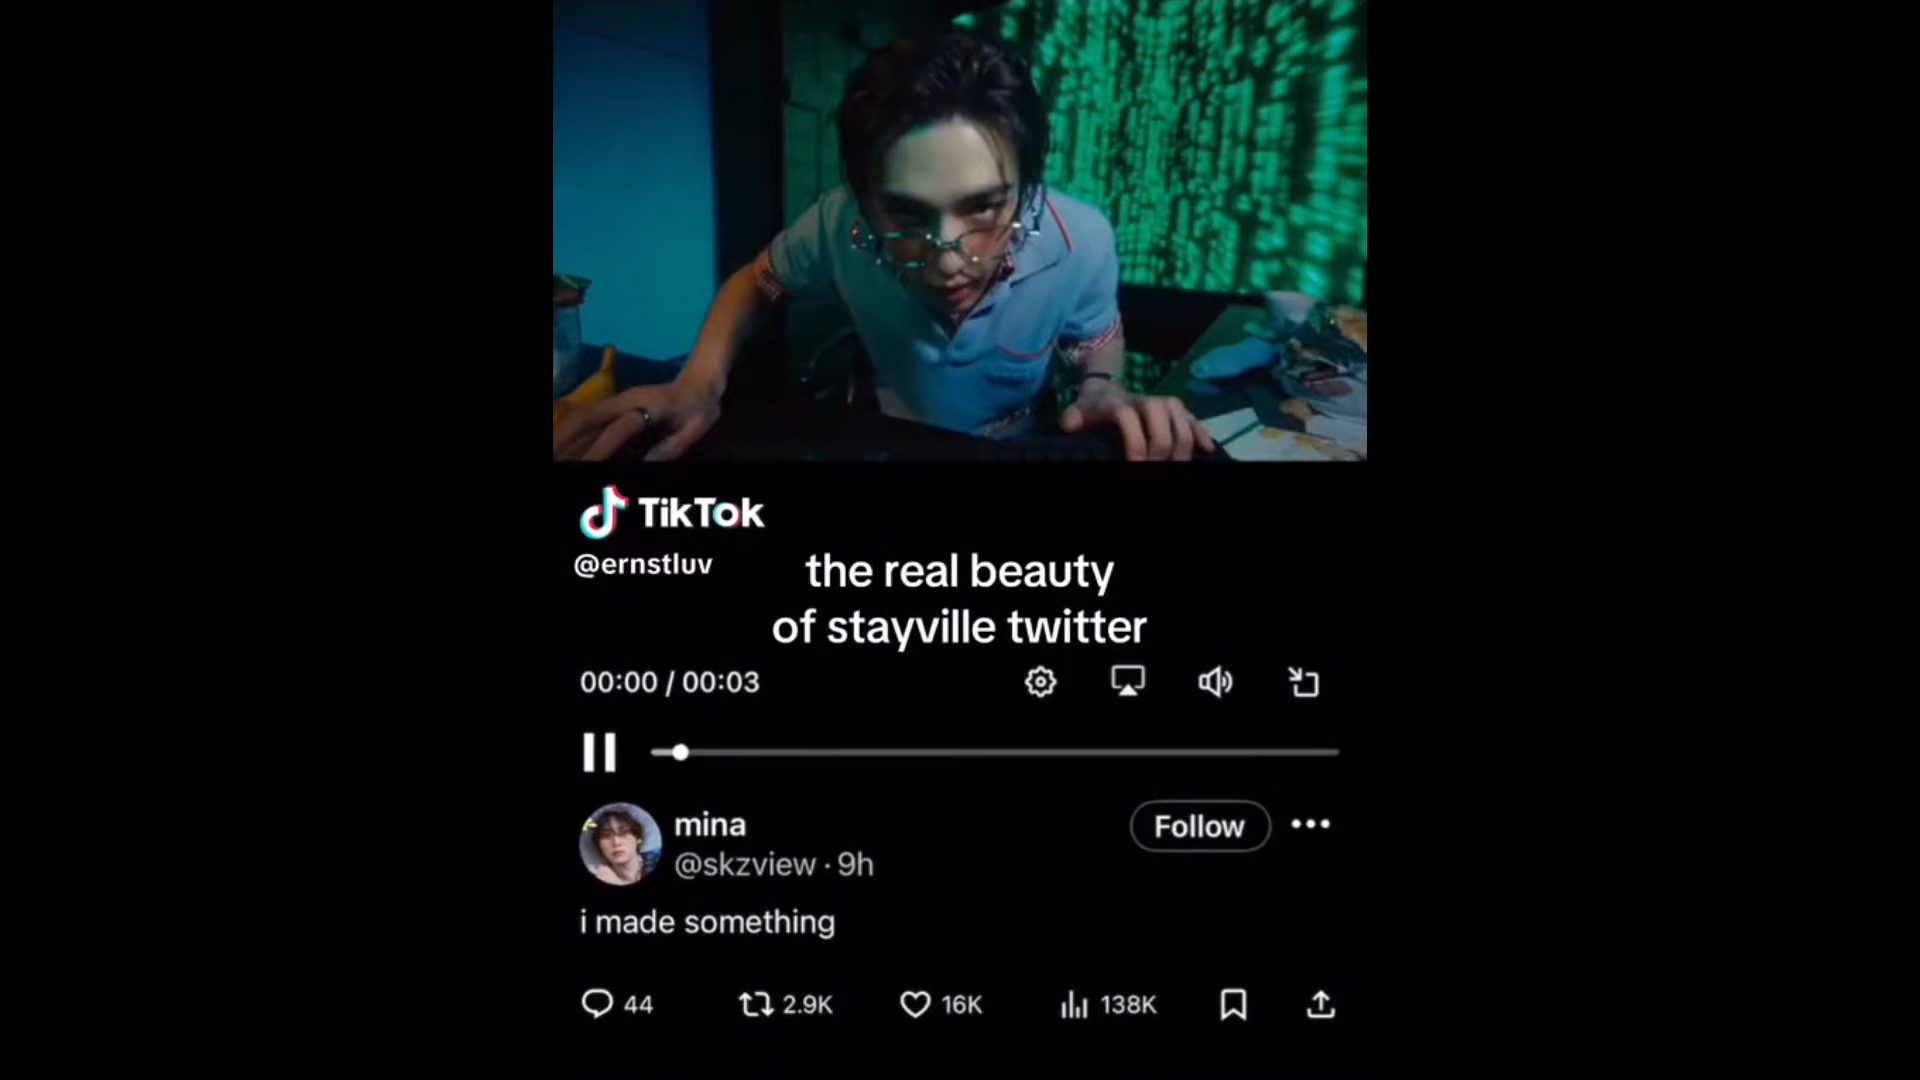 TikTok
@ernstluv
the real beauty
of stayville twitter
00:00 / 00:03
mina
@skzview · 9h
Follow
i made something
44
2.9K
16K
138K